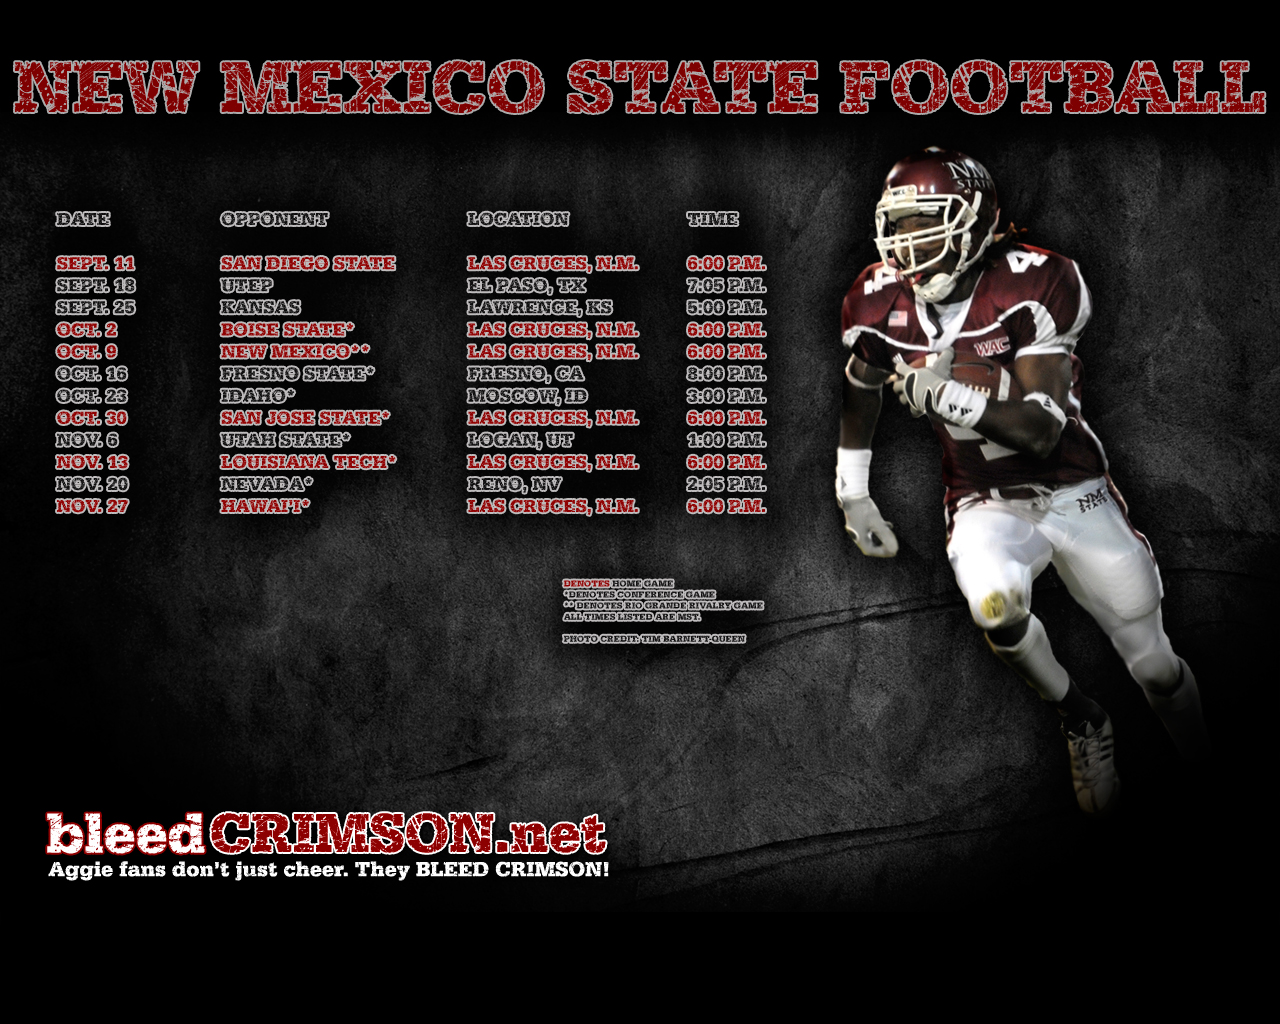 NEW MEXICO STATE FOOTBALL
DATE OPPONENT LOCATION TIME
SEPT. 11 SAN DIEGO STATE LAS CRUCES, N.M. 6:00 P.M.
SEPT. 18 UTEP EL PASO, TX 7:05 P.M.
SEPT. 25 KANSAS LAWRENCE, KS 5:00 P.M.
OCT. 2 BOISE STATE* LAS CRUCES, N.M. 6:00 P.M.
OCT. 9 NEW MEXICO** LAS CRUCES, N.M. 6:00 P.M.
OCT. 16 FRESNO STATE* FRESNO, CA 8:00 P.M.
OCT. 23 IDAHO* MOSCOW, ID 3:00 P.M.
OCT. 30 SAN JOSE STATE* LAS CRUCES, N.M. 6:00 P.M.
NOV. 6 UTAH STATE* LOGAN, UT 1:00 P.M.
NOV. 13 LOUISIANA TECH* LAS CRUCES, N.M. 6:00 P.M.
NOV. 20 NEVADA* RENO, NV 2:05 P.M.
NOV. 27 HAWAI'I* LAS CRUCES, N.M. 6:00 P.M.
DENOTES HOME GAME
*DENOTES CONFERENCE GAME
** DENOTES RIO GRANDE RIVALRY GAME
ALL TIMES LISTED ARE MST.
PHOTO CREDIT: TIM BARNETT-QUEEN
NM
STATE
4
4
WAC
NM
STATE
bleedCRIMSON.net
Aggie fans don't just cheer. They BLEED CRIMSON!